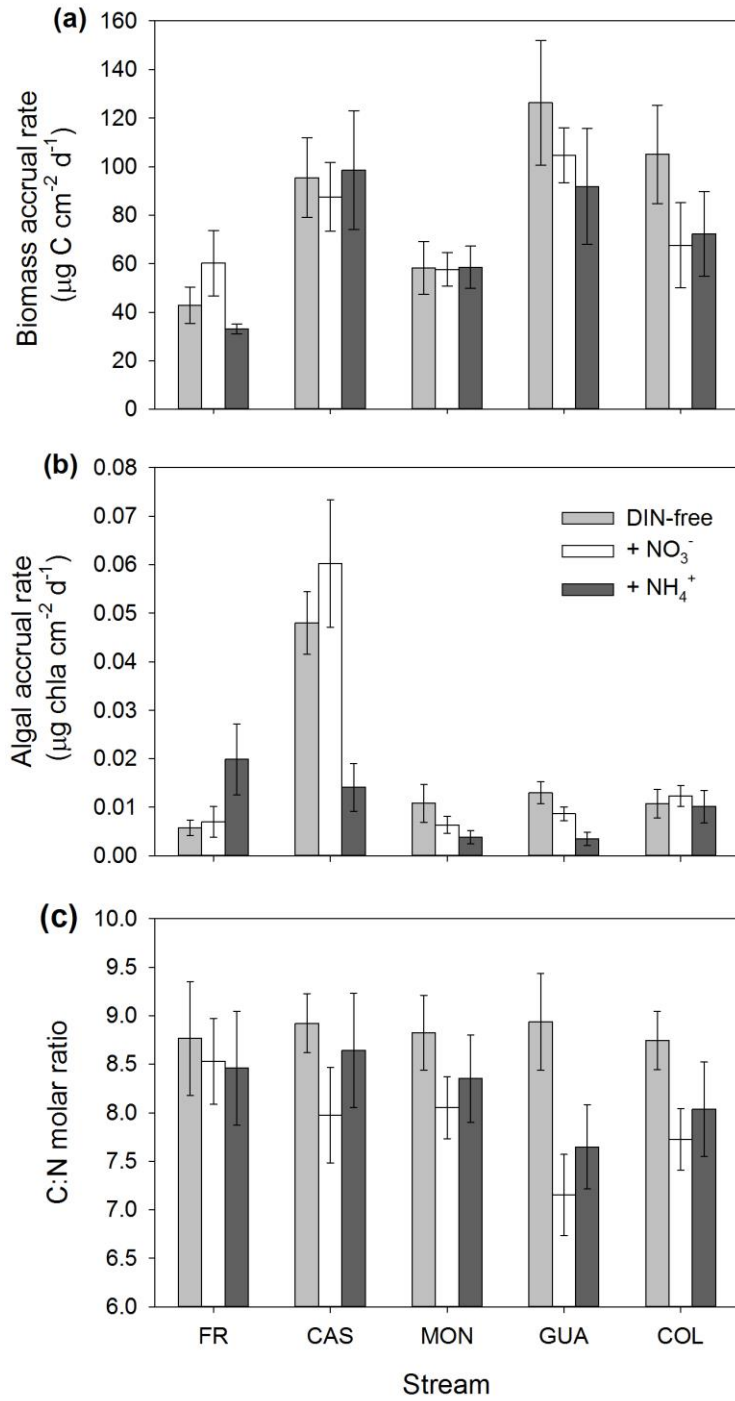 (a)
Biomass accrual rate
(µg C cm⁻² d⁻¹)
160
140
120
100
80
60
40
20
0
(b)
Algal accrual rate
(µg chla cm⁻² d⁻¹)
0.08
0.07
0.06
0.05
0.04
0.03
0.02
0.01
0.00
DIN-free
+ NO₃⁻
+ NH₄⁺
(c)
C:N molar ratio
10.0
9.5
9.0
8.5
8.0
7.5
7.0
6.5
6.0
FR CAS MON GUA COL
Stream